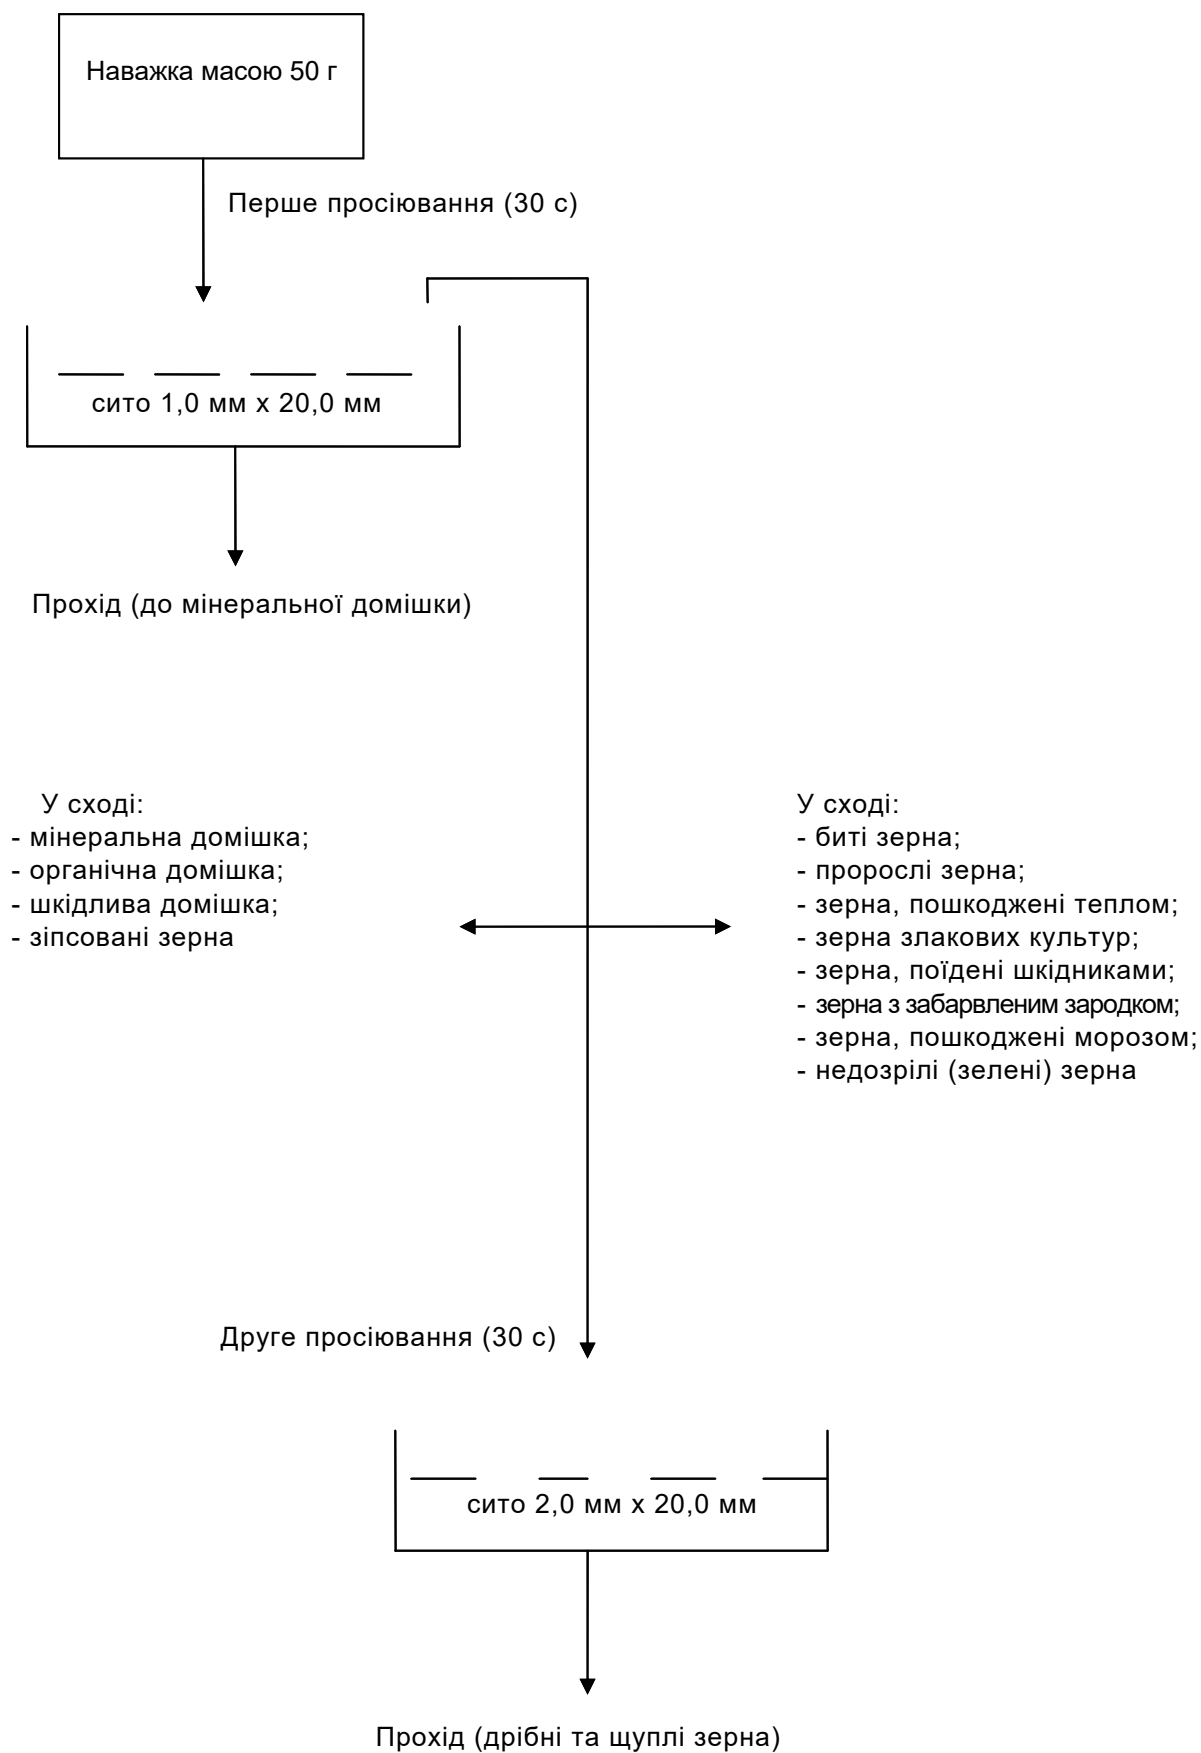 Наважка масою 50 г
Перше просіювання (30 с)
сито 1,0 мм х 20,0 мм
Прохід (до мінеральної домішки)
У сході:
- мінеральна домішка;
- органічна домішка;
- шкідлива домішка;
- зіпсовані зерна
У сході:
- биті зерна;
- пророслі зерна;
- зерна, пошкоджені теплом;
- зерна злакових культур;
- зерна, поїдені шкідниками;
- зерна з забарвленим зародком;
- зерна, пошкоджені морозом;
- недозрілі (зелені) зерна
Друге просіювання (30 с)
сито 2,0 мм х 20,0 мм
Прохід (дрібні та щуплі зерна)